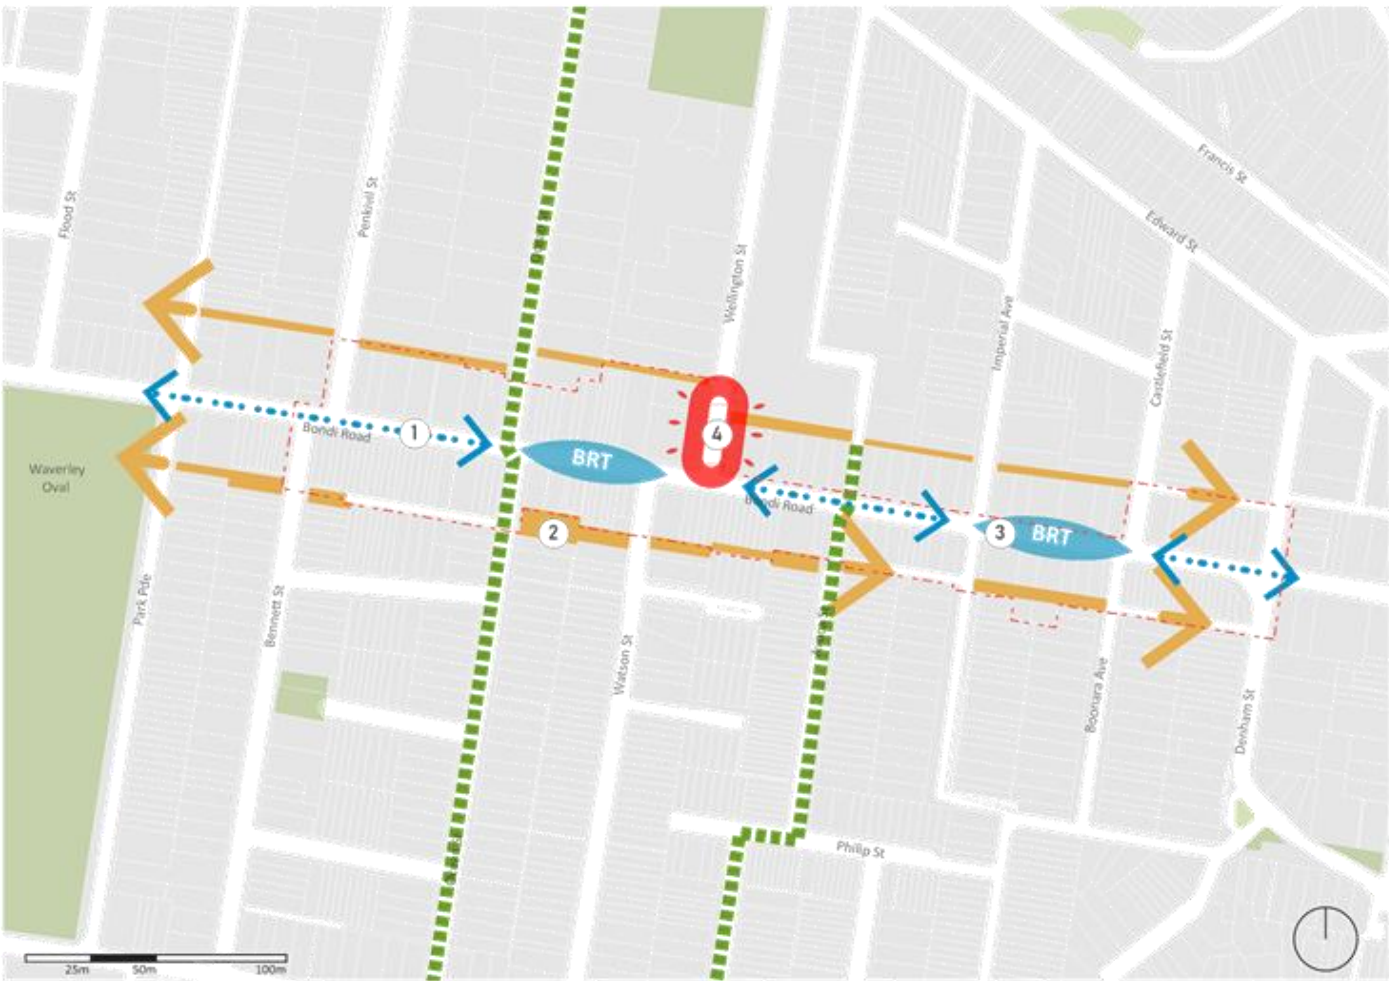 Francis St
Flood St
Penkivil St
Edward St
Wellington St
Imperial Ave
Castlefield St
1
Bondi Road
4
BRT
Waverley
Oval
Bondi Road
2
3
BRT
Park Pde
Bennett St
Watson St
Boonara Ave
Denham St
Philip St
25m
50m
100m